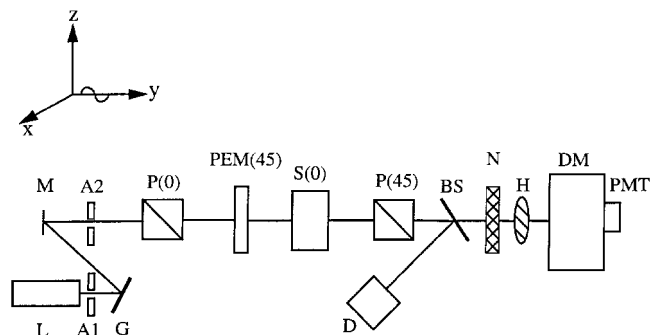 z
y
x
PEM(45) S(0) N DM
M A2 P(0) P(45) BS H PMT
L A1 G D